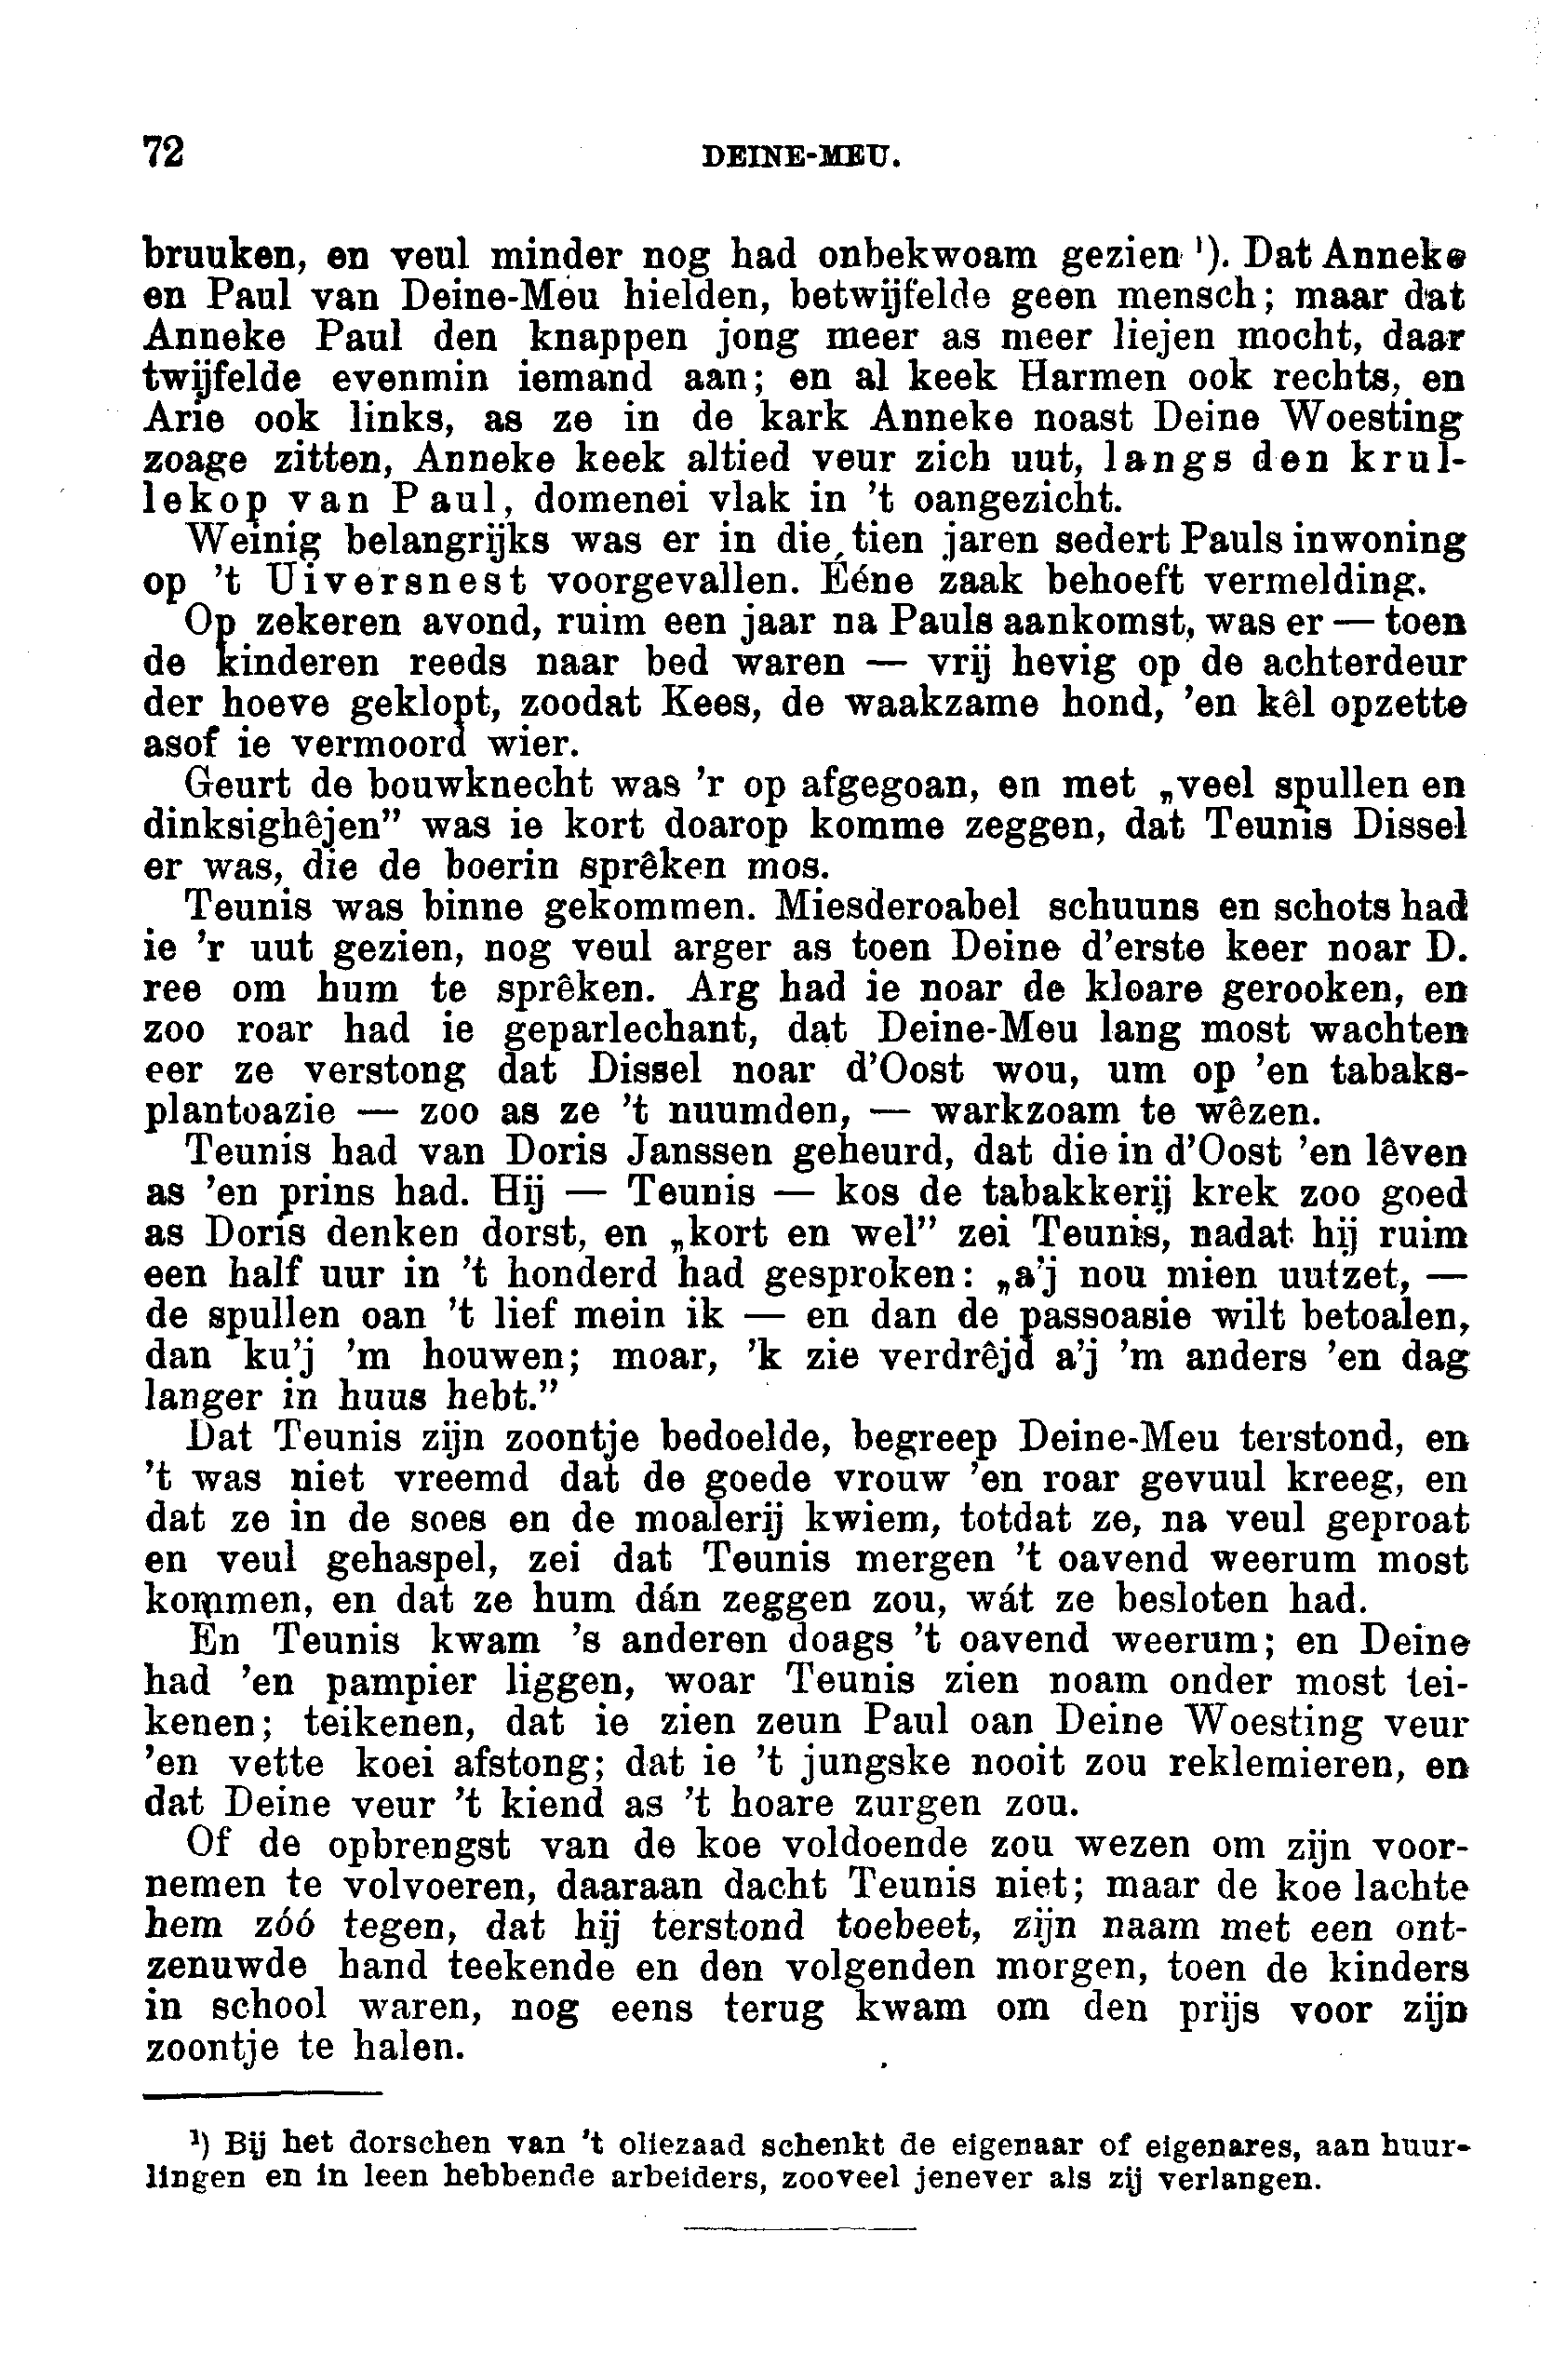 72 DEINE-MEU.
bruuken, en veul minder nog had onbekwoam gezien ¹). Dat Anneke
en Paul van Deine-Meu hielden, betwijfelde geen mensch; maar dat
Anneke Paul den knappen jong meer as meer liejen mocht, daar
twijfelde evenmin iemand aan; en al keek Harmen ook rechts, en
Arie ook links, as ze in de kark Anneke noast Deine Woesting
zoage zitten, Anneke keek altied veur zich uut, langs den krul-
lekop van Paul, domenei vlak in 't oangezicht.
Weinig belangrijks was er in die tien jaren sedert Pauls inwoning
op 't Uiversnest voorgevallen. Ééne zaak behoeft vermelding.
Op zekeren avond, ruim een jaar na Pauls aankomst, was er — toen
de kinderen reeds naar bed waren — vrij hevig op de achterdeur
der hoeve geklopt, zoodat Kees, de waakzame hond, 'en kêl opzette
asof ie vermoord wier.
Geurt de bouwknecht was 'r op afgegoan, en met „veel spullen en
dinksighêjen” was ie kort doarop komme zeggen, dat Teunis Dissel
er was, die de boerin sprêken mos.
Teunis was binne gekommen. Miesderoabel schuuns en schots had
ie 'r uut gezien, nog veul arger as toen Deine d'erste keer noar D.
ree om hum te sprêken. Arg had ie noar de kloare gerooken, en
zoo roar had ie geparlechant, dat Deine-Meu lang most wachten
eer ze verstong dat Dissel noar d'Oost wou, um op 'en tabaks-
plantoazie — zoo as ze 't nuumden, — warkzoam te wêzen.
Teunis had van Doris Janssen geheurd, dat die in d'Oost 'en lêven
as 'en prins had. Hij — Teunis — kos de tabakkerij krek zoo goed
as Doris denken dorst, en „kort en wel” zei Teunis, nadat hij ruim
een half uur in 't honderd had gesproken: „a'j nou mien uutzet, —
de spullen oan 't lief mein ik — en dan de passoasie wilt betoalen,
dan ku'j 'm houwen; moar, 'k zie verdrêjd a'j 'm anders 'en dag
langer in huus hebt.”
Dat Teunis zijn zoontje bedoelde, begreep Deine-Meu terstond, en
't was niet vreemd dat de goede vrouw 'en roar gevuul kreeg, en
dat ze in de soes en de moalerij kwiem, totdat ze, na veul geproat
en veul gehaspel, zei dat Teunis mergen 't oavend weerum most
kommen, en dat ze hum dán zeggen zou, wát ze besloten had.
En Teunis kwam 's anderen doags 't oavend weerum; en Deine
had 'en pampier liggen, woar Teunis zien noam onder most tei-
kenen; teikenen, dat ie zien zeun Paul oan Deine Woesting veur
'en vette koei afstong; dat ie 't jungske nooit zou reklemieren, en
dat Deine veur 't kiend as 't hoare zurgen zou.
Of de opbrengst van de koe voldoende zou wezen om zijn voor-
nemen te volvoeren, daaraan dacht Teunis niet; maar de koe lachte
hem zóó tegen, dat hij terstond toebeet, zijn naam met een ont-
zenuwde hand teekende en den volgenden morgen, toen de kinders
in school waren, nog eens terug kwam om den prijs voor zijn
zoontje te halen.
¹) Bij het dorschen van 't oliezaad schenkt de eigenaar of eigenares, aan huur-
lingen en in leen hebbende arbeiders, zooveel jenever als zij verlangen.